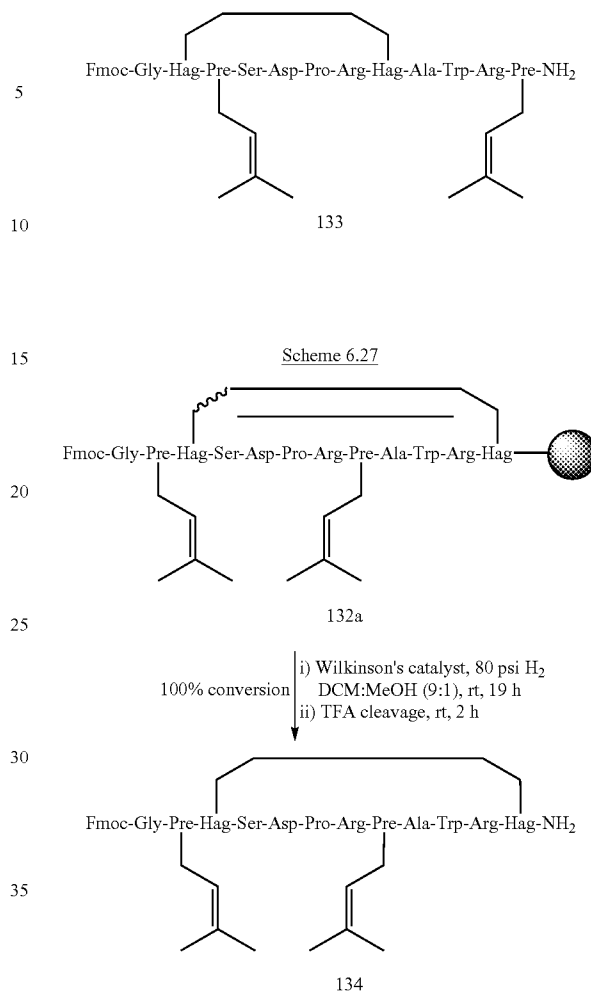 Fmoc-Gly-Hag-Pre-Ser-Asp-Pro-Arg-Hag-Ala-Trp-Arg-Pre-NH2
5
10
133
15
Scheme 6.27
Fmoc-Gly-Pre-Hag-Ser-Asp-Pro-Arg-Pre-Ala-Trp-Arg-Hag
20
132a
25
i) Wilkinson's catalyst, 80 psi H2
100% conversion
DCM:MeOH (9:1), rt, 19 h
ii) TFA cleavage, rt, 2 h
30
Fmoc-Gly-Pre-Hag-Ser-Asp-Pro-Arg-Pre-Ala-Trp-Arg-Hag-NH2
35
134